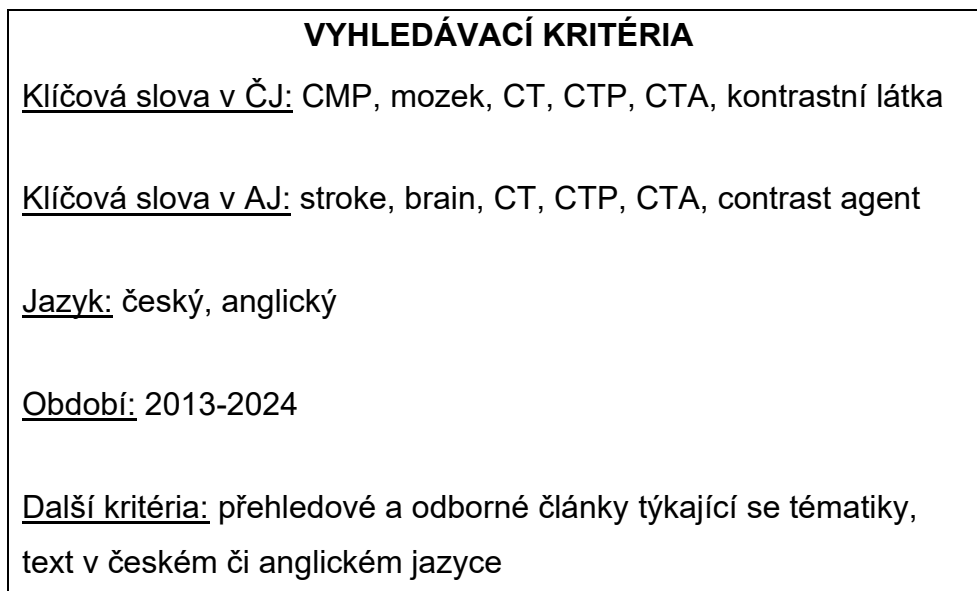 VYHLEDÁVACÍ KRITÉRIA
Klíčová slova v ČJ: CMP, mozek, CT, CTP, CTA, kontrastní látka
Klíčová slova v AJ: stroke, brain, CT, CTP, CTA, contrast agent
Jazyk: český, anglický
Období: 2013-2024
Další kritéria: přehledové a odborné články týkající se tématiky,
text v českém či anglickém jazyce